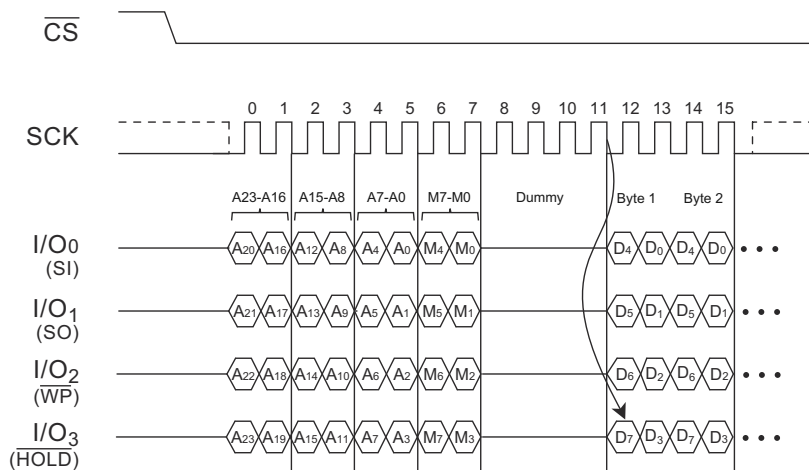 CS
0 1 2 3 4 5 6 7 8 9 10 11 12 13 14 15
SCK
A23-A16 A15-A8 A7-A0 M7-M0 Dummy Byte 1 Byte 2
I/O0 A20 A16 A12 A8 A4 A0 M4 M0 D4 D0 D4 D0 • • •
(SI)
I/O1 A21 A17 A13 A9 A5 A1 M5 M1 D5 D1 D5 D1 • • •
(SO)
I/O2 A22 A18 A14 A10 A6 A2 M6 M2 D6 D2 D6 D2 • • •
(WP)
I/O3 A23 A19 A15 A11 A7 A3 M7 M3 D7 D3 D7 D3 • • •
(HOLD)